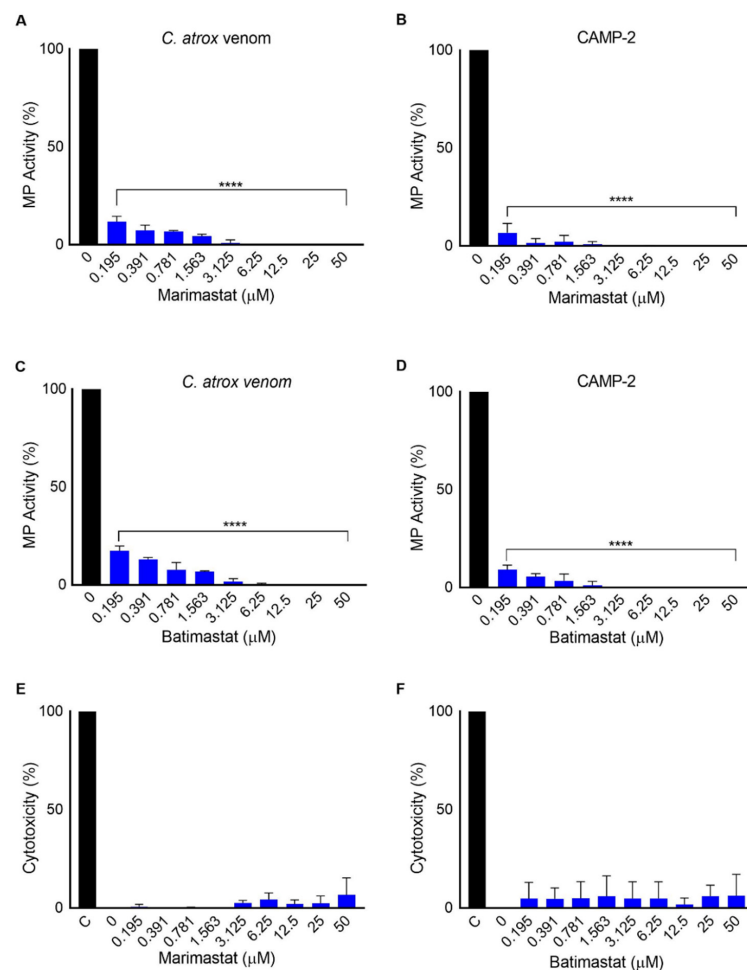 A
C. atrox venom
MP Activity (%)
100
50
0
****
0 0.195 0.391 0.781 1.563 3.125 6.25 12.5 25 50
Marimastat (μM)
B
CAMP-2
MP Activity (%)
100
50
0
****
0 0.195 0.391 0.781 1.563 3.125 6.25 12.5 25 50
Marimastat (μM)
C
C. atrox venom
MP Activity (%)
100
50
0
****
0 0.195 0.391 0.781 1.563 3.125 6.25 12.5 25 50
Batimastat (μM)
D
CAMP-2
MP Activity (%)
100
50
0
****
0 0.195 0.391 0.781 1.563 3.125 6.25 12.5 25 50
Batimastat (μM)
E
Cytotoxicity (%)
100
50
0
C 0 0.195 0.391 0.781 1.563 3.125 6.25 12.5 25 50
Marimastat (μM)
F
Cytotoxicity (%)
100
50
0
C 0 0.195 0.391 0.781 1.563 3.125 6.25 12.5 25 50
Batimastat (μM)